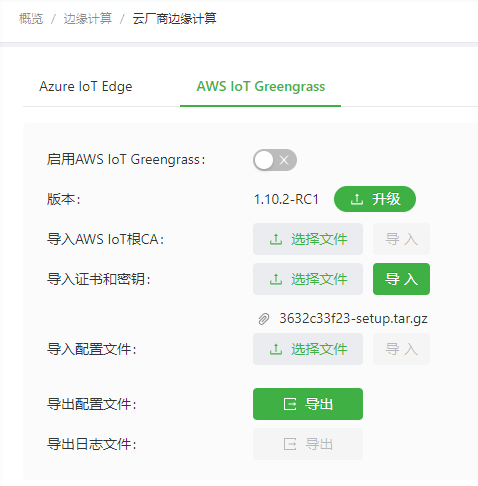 概览 / 边缘计算 / 云厂商边缘计算
Azure IoT Edge AWS IoT Greengrass
启用AWS IoT Greengrass：
版本： 1.10.2-RC1 升级
导入AWS IoT根CA： 选择文件 导 入
导入证书和密钥： 选择文件 导 入
3632c33f23-setup.tar.gz
导入配置文件： 选择文件 导 入
导出配置文件： 导出
导出日志文件： 导出